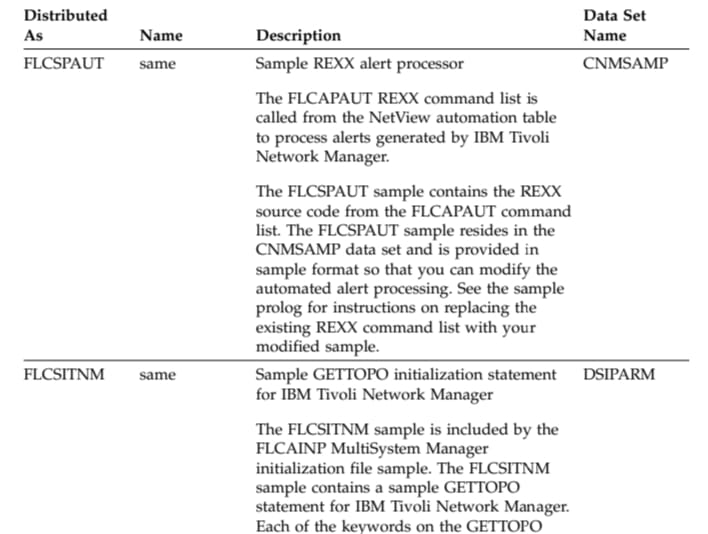 Distributed As Name Description Data Set Name
FLCSPAUT same Sample REXX alert processor CNMSAMP
The FLCAPAUT REXX command list is
called from the NetView automation table
to process alerts generated by IBM Tivoli
Network Manager.
The FLCSPAUT sample contains the REXX
source code from the FLCAPAUT command
list. The FLCSPAUT sample resides in the
CNMSAMP data set and is provided in
sample format so that you can modify the
automated alert processing. See the sample
prolog for instructions on replacing the
existing REXX command list with your
modified sample.
FLCSITNM same Sample GETTOPO initialization statement DSIPARM
for IBM Tivoli Network Manager
The FLCSITNM sample is included by the
FLCAINP MultiSystem Manager
initialization file sample. The FLCSITNM
sample contains a sample GETTOPO
statement for IBM Tivoli Network Manager.
Each of the keywords on the GETTOPO